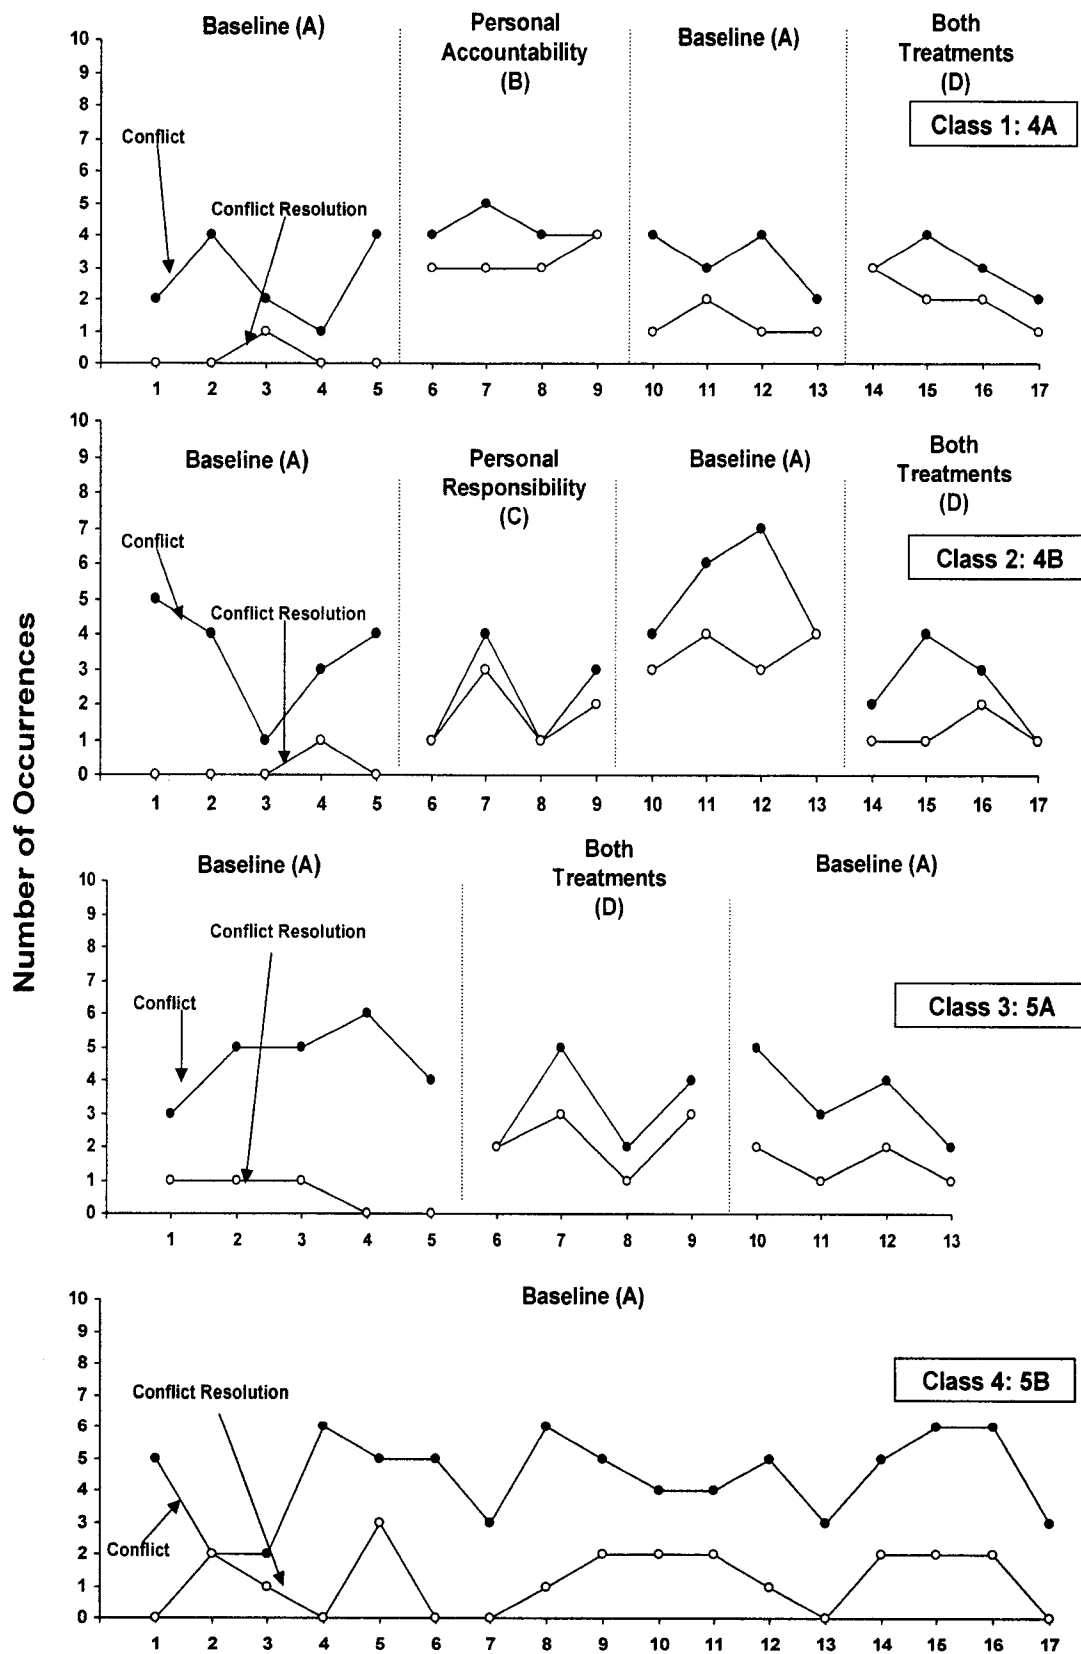 Number of Occurrences
Baseline (A)
Personal
Accountability
(B)
Baseline (A)
Both
Treatments
(D)
Class 1: 4A
Conflict
Conflict Resolution
10
9
8
7
6
5
4
3
2
1
0
1 2 3 4 5 6 7 8 9 10 11 12 13 14 15 16 17
Baseline (A)
Personal
Responsibility
(C)
Baseline (A)
Both
Treatments
(D)
Class 2: 4B
Conflict
Conflict Resolution
10
9
8
7
6
5
4
3
2
1
0
1 2 3 4 5 6 7 8 9 10 11 12 13 14 15 16 17
Baseline (A)
Both
Treatments
(D)
Baseline (A)
Conflict Resolution
Conflict
Class 3: 5A
10
9
8
7
6
5
4
3
2
1
0
1 2 3 4 5 6 7 8 9 10 11 12 13
Baseline (A)
Class 4: 5B
Conflict Resolution
Conflict
10
9
8
7
6
5
4
3
2
1
0
1 2 3 4 5 6 7 8 9 10 11 12 13 14 15 16 17